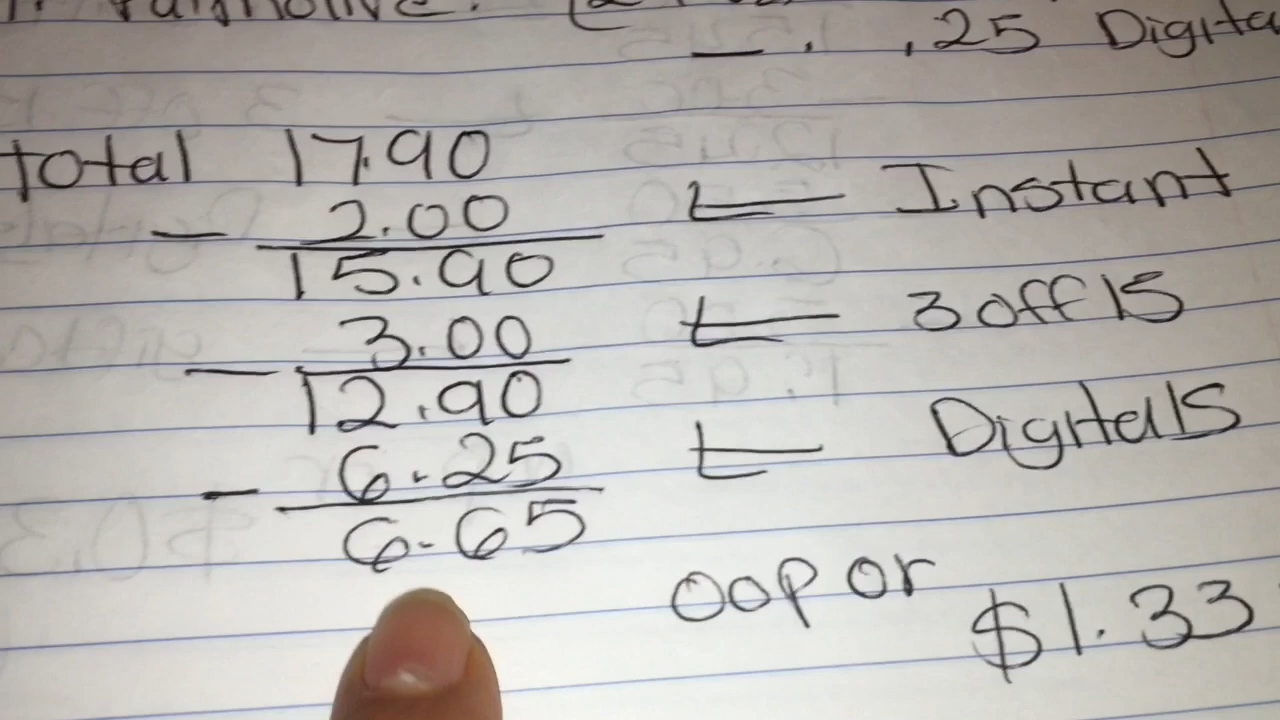 .25 Digita
total 17.90
- 2.00 ← Instant
15.90
- 3.00 ← 3 off 15
12.90
- 6.25 ← Digitals
6.65
oop or $1.33